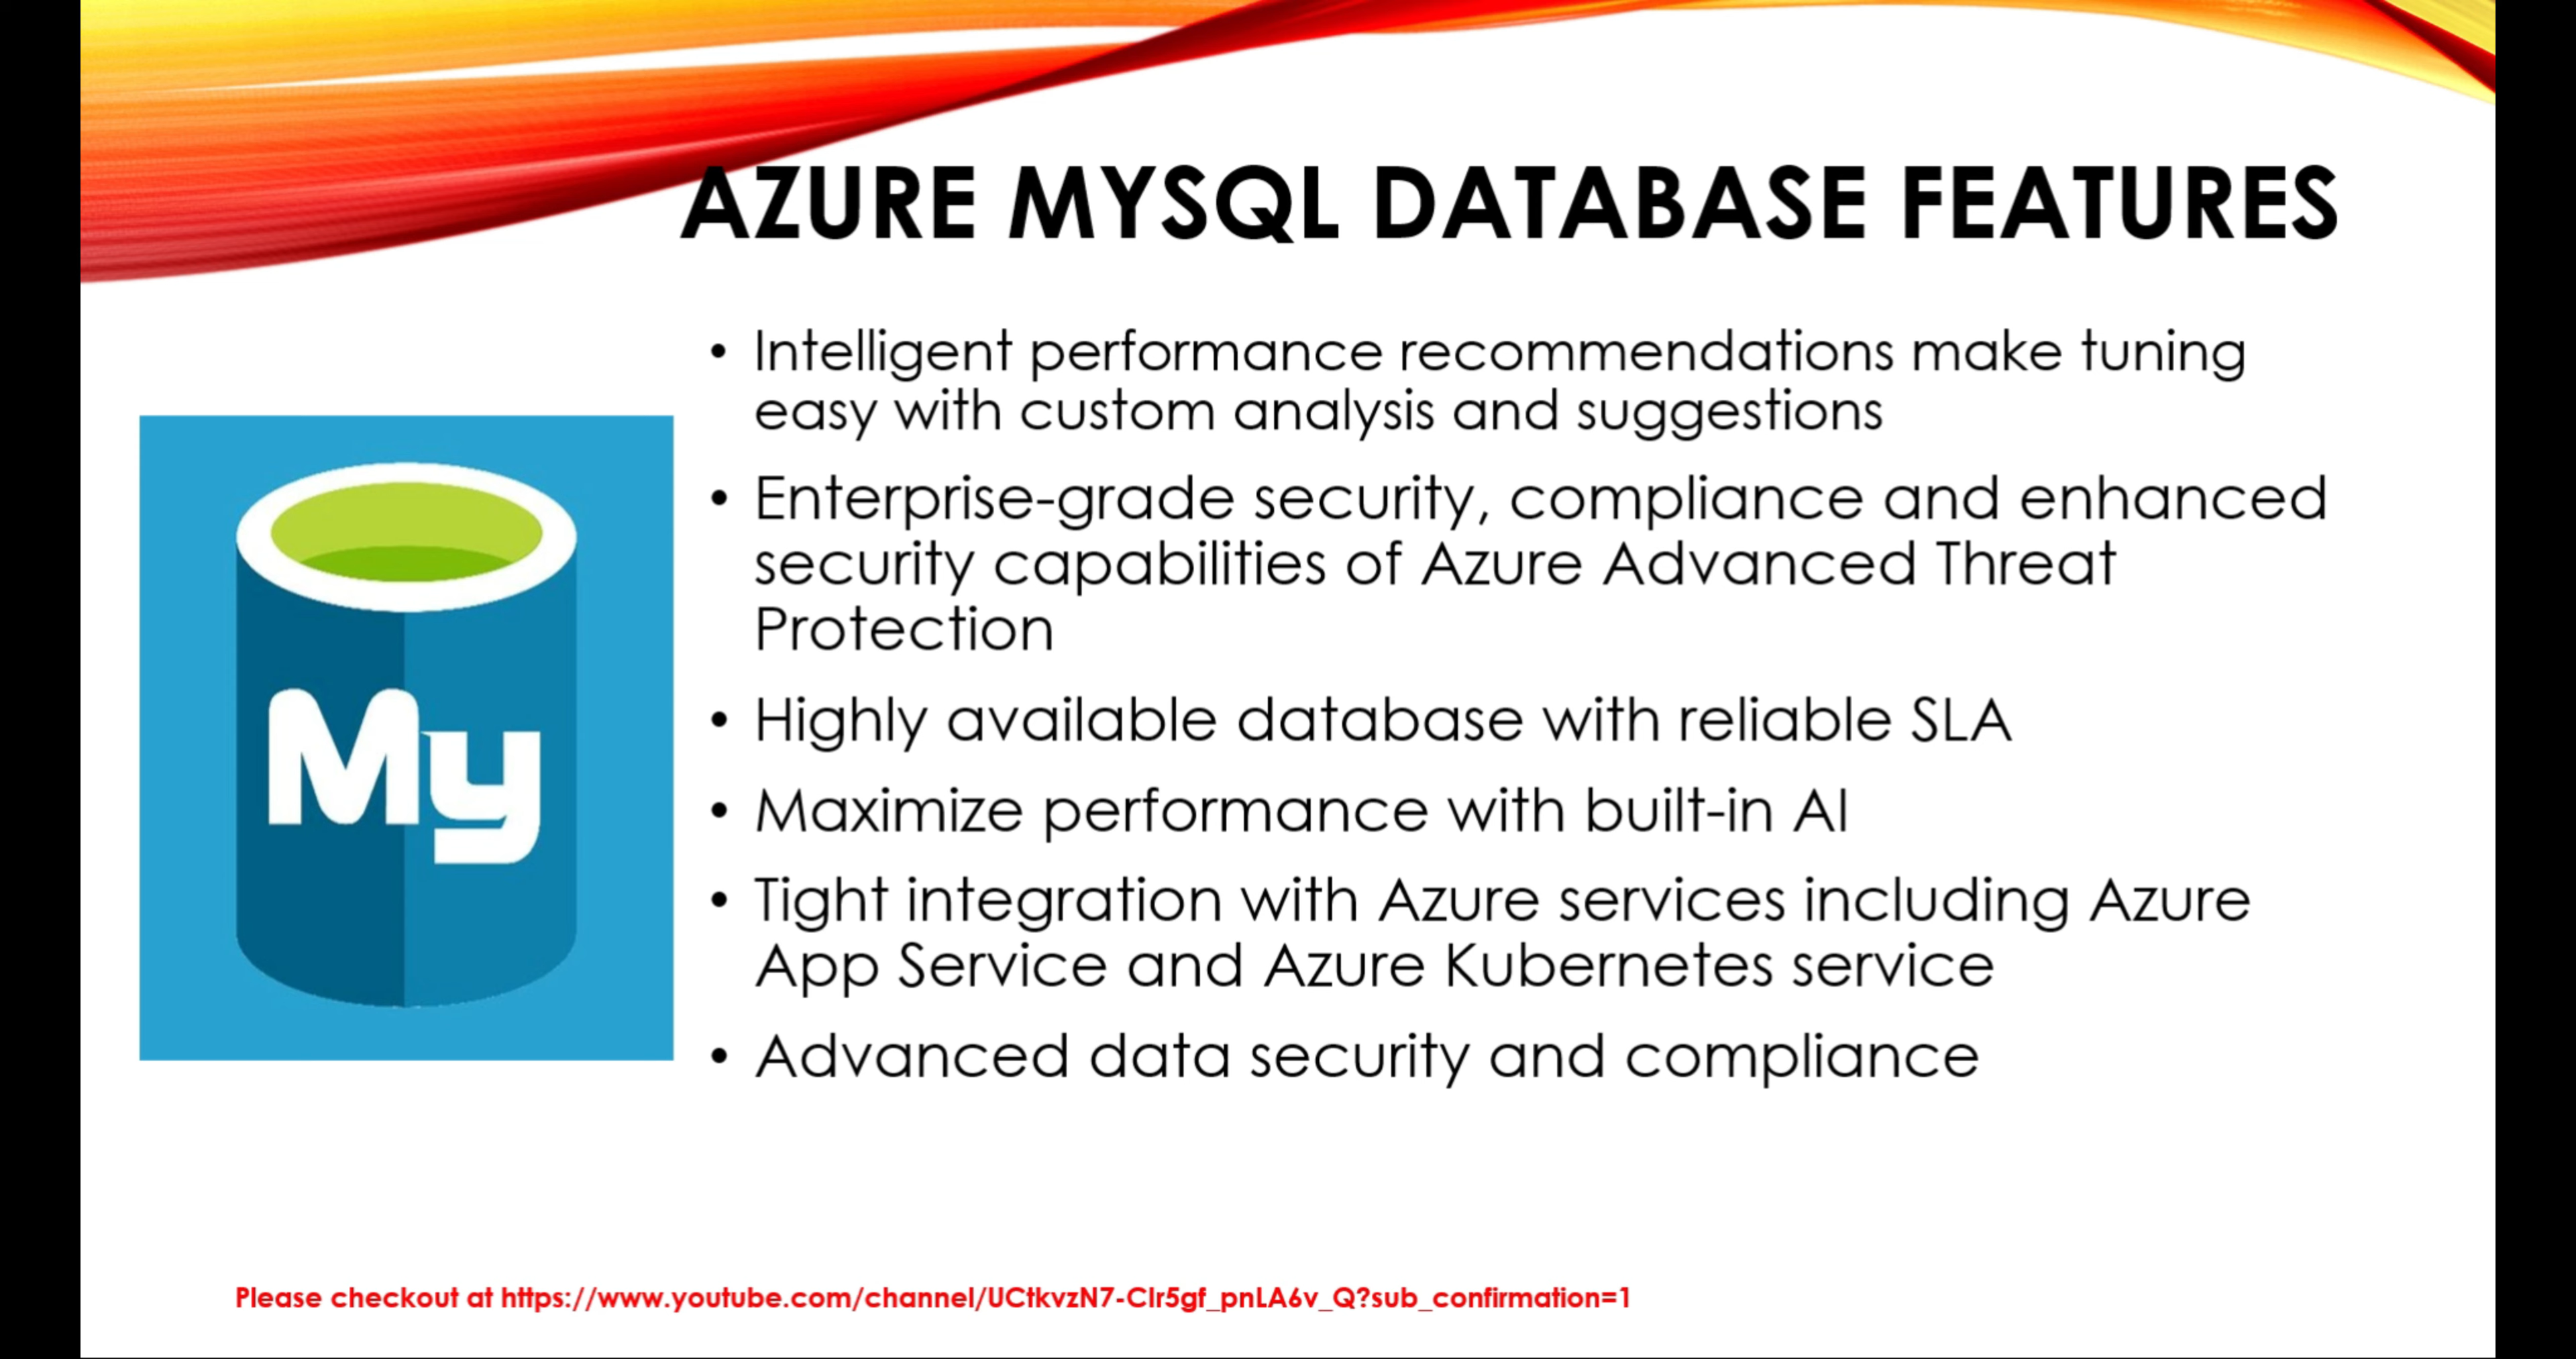 AZURE MYSQL DATABASE FEATURES
• Intelligent performance recommendations make tuning
easy with custom analysis and suggestions
• Enterprise-grade security, compliance and enhanced
security capabilities of Azure Advanced Threat
Protection
• Highly available database with reliable SLA
• Maximize performance with built-in AI
• Tight integration with Azure services including Azure
App Service and Azure Kubernetes service
• Advanced data security and compliance
My
Please checkout at https://www.youtube.com/channel/UCtkvzN7-CIr5gf_pnLA6v_Q?sub_confirmation=1